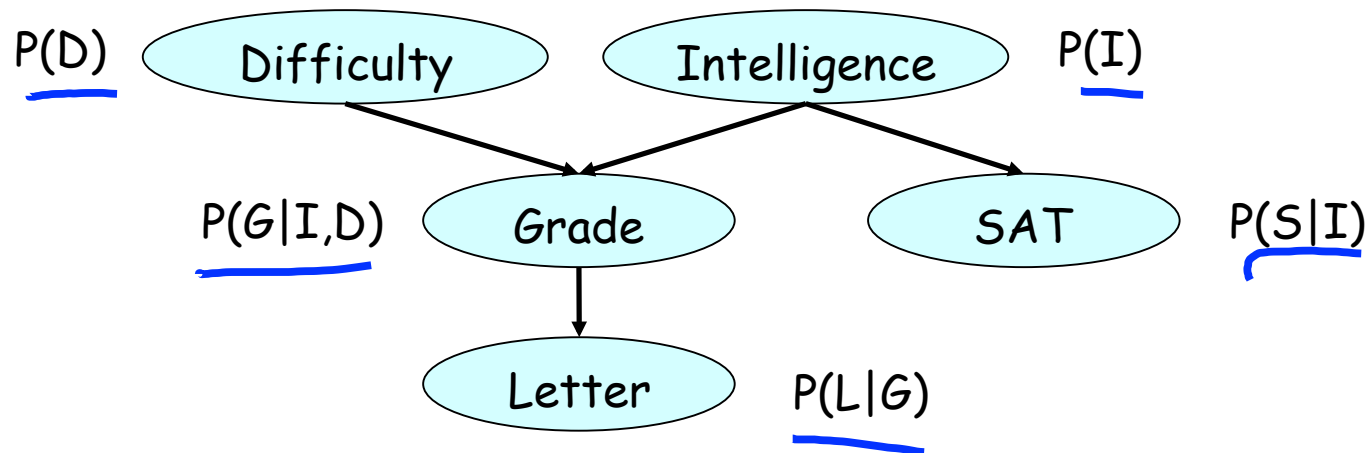 P(D)
Difficulty
Intelligence
P(I)
P(G|I,D)
Grade
SAT
P(S|I)
Letter
P(L|G)